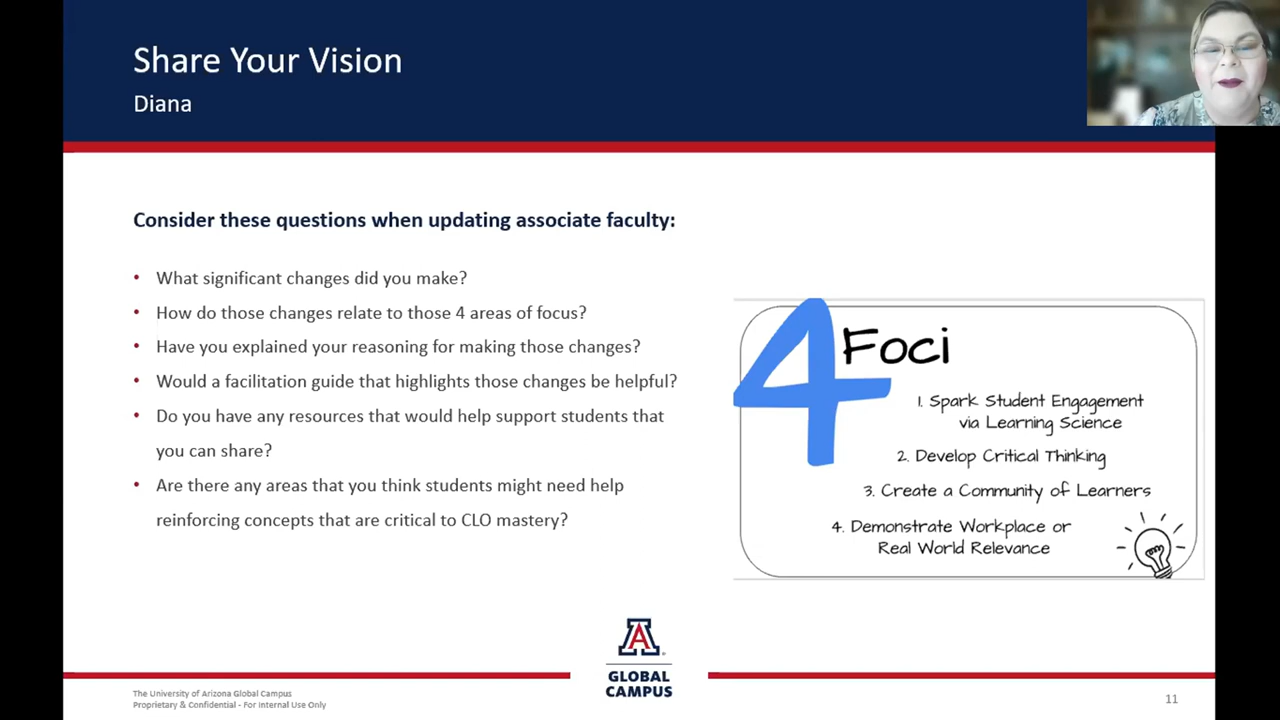 Share Your Vision
Diana
Consider these questions when updating associate faculty:
• What significant changes did you make?
• How do those changes relate to those 4 areas of focus?
• Have you explained your reasoning for making those changes?
• Would a facilitation guide that highlights those changes be helpful?
• Do you have any resources that would help support students that
you can share?
• Are there any areas that you think students might need help
reinforcing concepts that are critical to CLO mastery?
4 Foci
1. Spark Student Engagement
via Learning Science
2. Develop Critical Thinking
3. Create a Community of Learners
4. Demonstrate Workplace or
Real World Relevance
A
GLOBAL
CAMPUS
The University of Arizona Global Campus
Proprietary & Confidential - For Internal Use Only
11